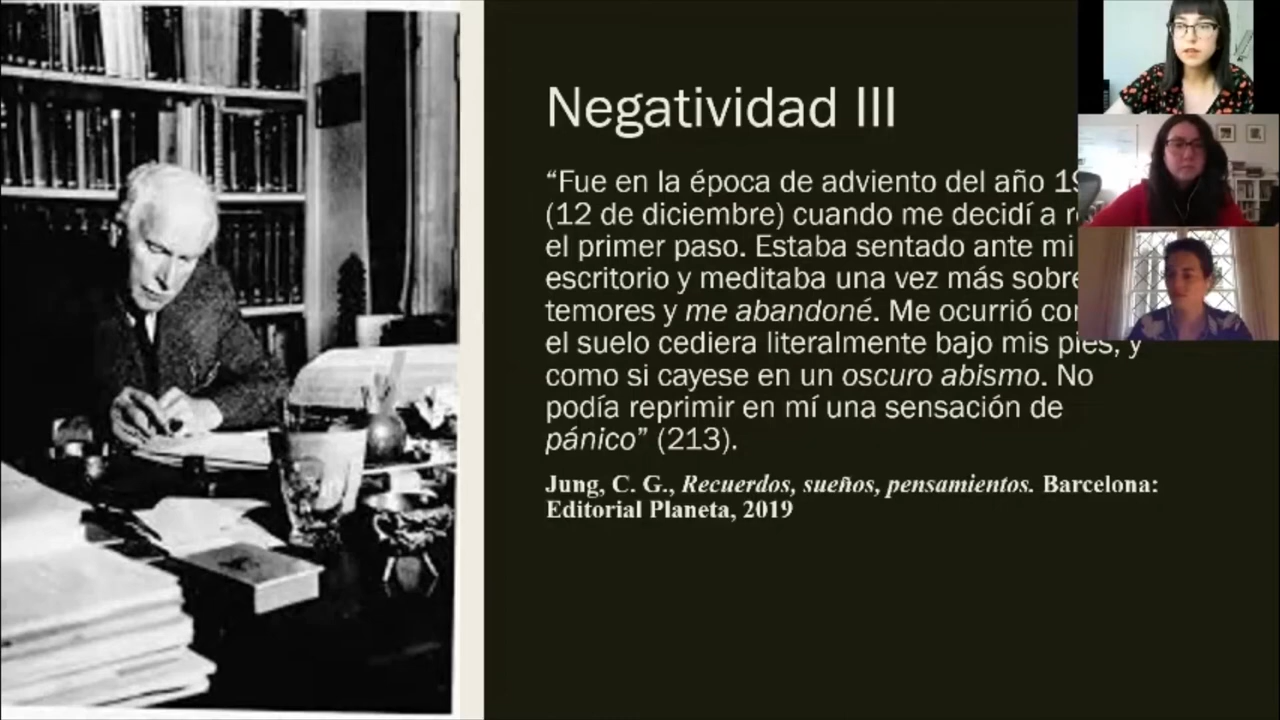 Negatividad III
“Fue en la época de adviento del año
(12 de diciembre) cuando me decidí a
el primer paso. Estaba sentado ante mi
escritorio y meditaba una vez más sobre
temores y me abandoné. Me ocurrió
el suelo cediera literalmente bajo mis pies, y
como si cayese en un oscuro abismo. No
podía reprimir en mí una sensación de
pánico” (213).
Jung, C. G., Recuerdos, sueños, pensamientos. Barcelona:
Editorial Planeta, 2019